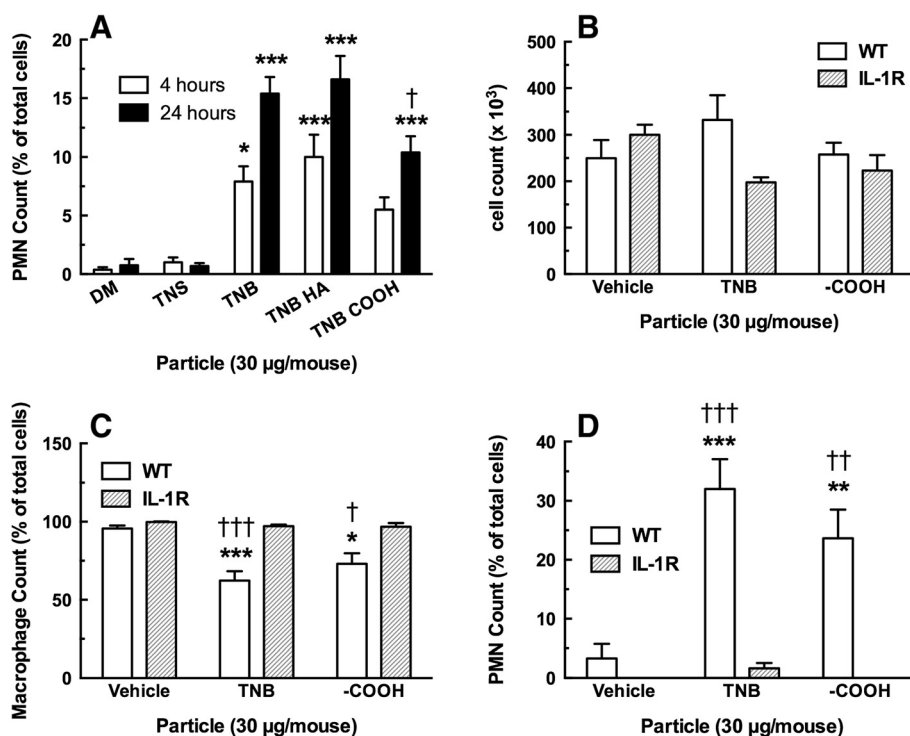 A
PMN Count (% of total cells)
20
15
10
5
0
4 hours
24 hours
*
***
***
***
†
***
DM
TNS
TNB
TNB HA
TNB COOH
Particle (30 µg/mouse)
B
cell count (x 10³)
500
400
300
200
100
0
WT
IL-1R
Vehicle
TNB
-COOH
Particle (30 µg/mouse)
C
Macrophage Count (% of total cells)
150
100
50
0
WT
IL-1R
†††
***
†
*
Vehicle
TNB
-COOH
Particle (30 µg/mouse)
D
PMN Count (% of total cells)
40
30
20
10
0
WT
IL-1R
†††
***
††
**
Vehicle
TNB
-COOH
Particle (30 µg/mouse)